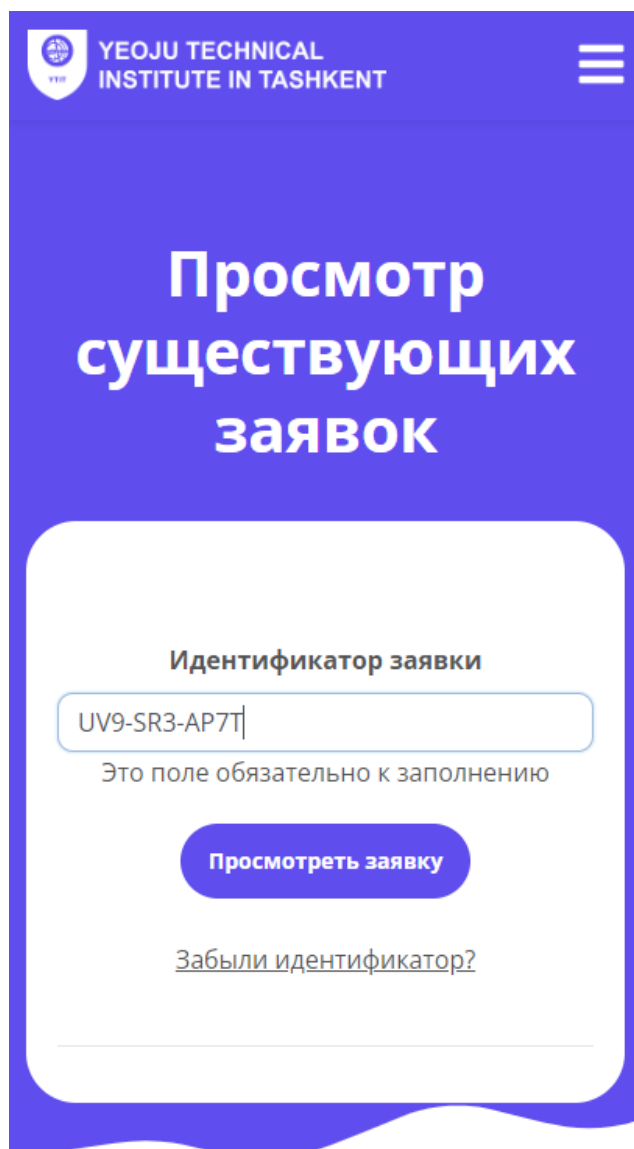 YEOJU TECHNICAL
INSTITUTE IN TASHKENT
YTIT
Просмотр
существующих
заявок
Идентификатор заявки
UV9-SR3-AP7T
Это поле обязательно к заполнению
Просмотреть заявку
Забыли идентификатор?